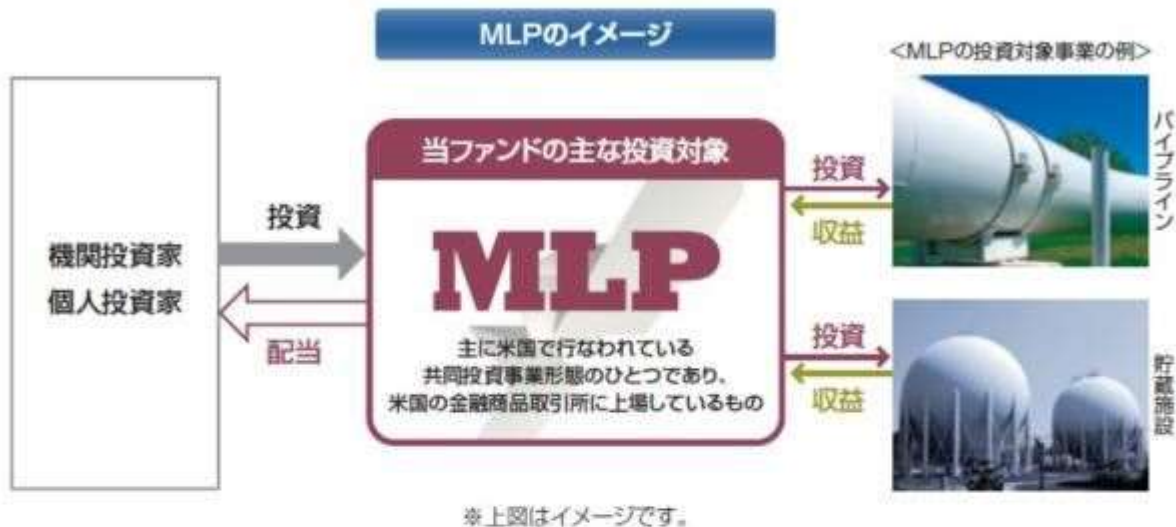 MLPのイメージ
<MLPの投資対象事業の例>
機関投資家
個人投資家
投資
配当
当ファンドの主な投資対象
MLP
主に米国で行なわれている
共同投資事業形態のひとつであり、
米国の金融商品取引所に上場しているもの
投資
収益
パイプライン
投資
収益
貯蔵施設
※上図はイメージです。